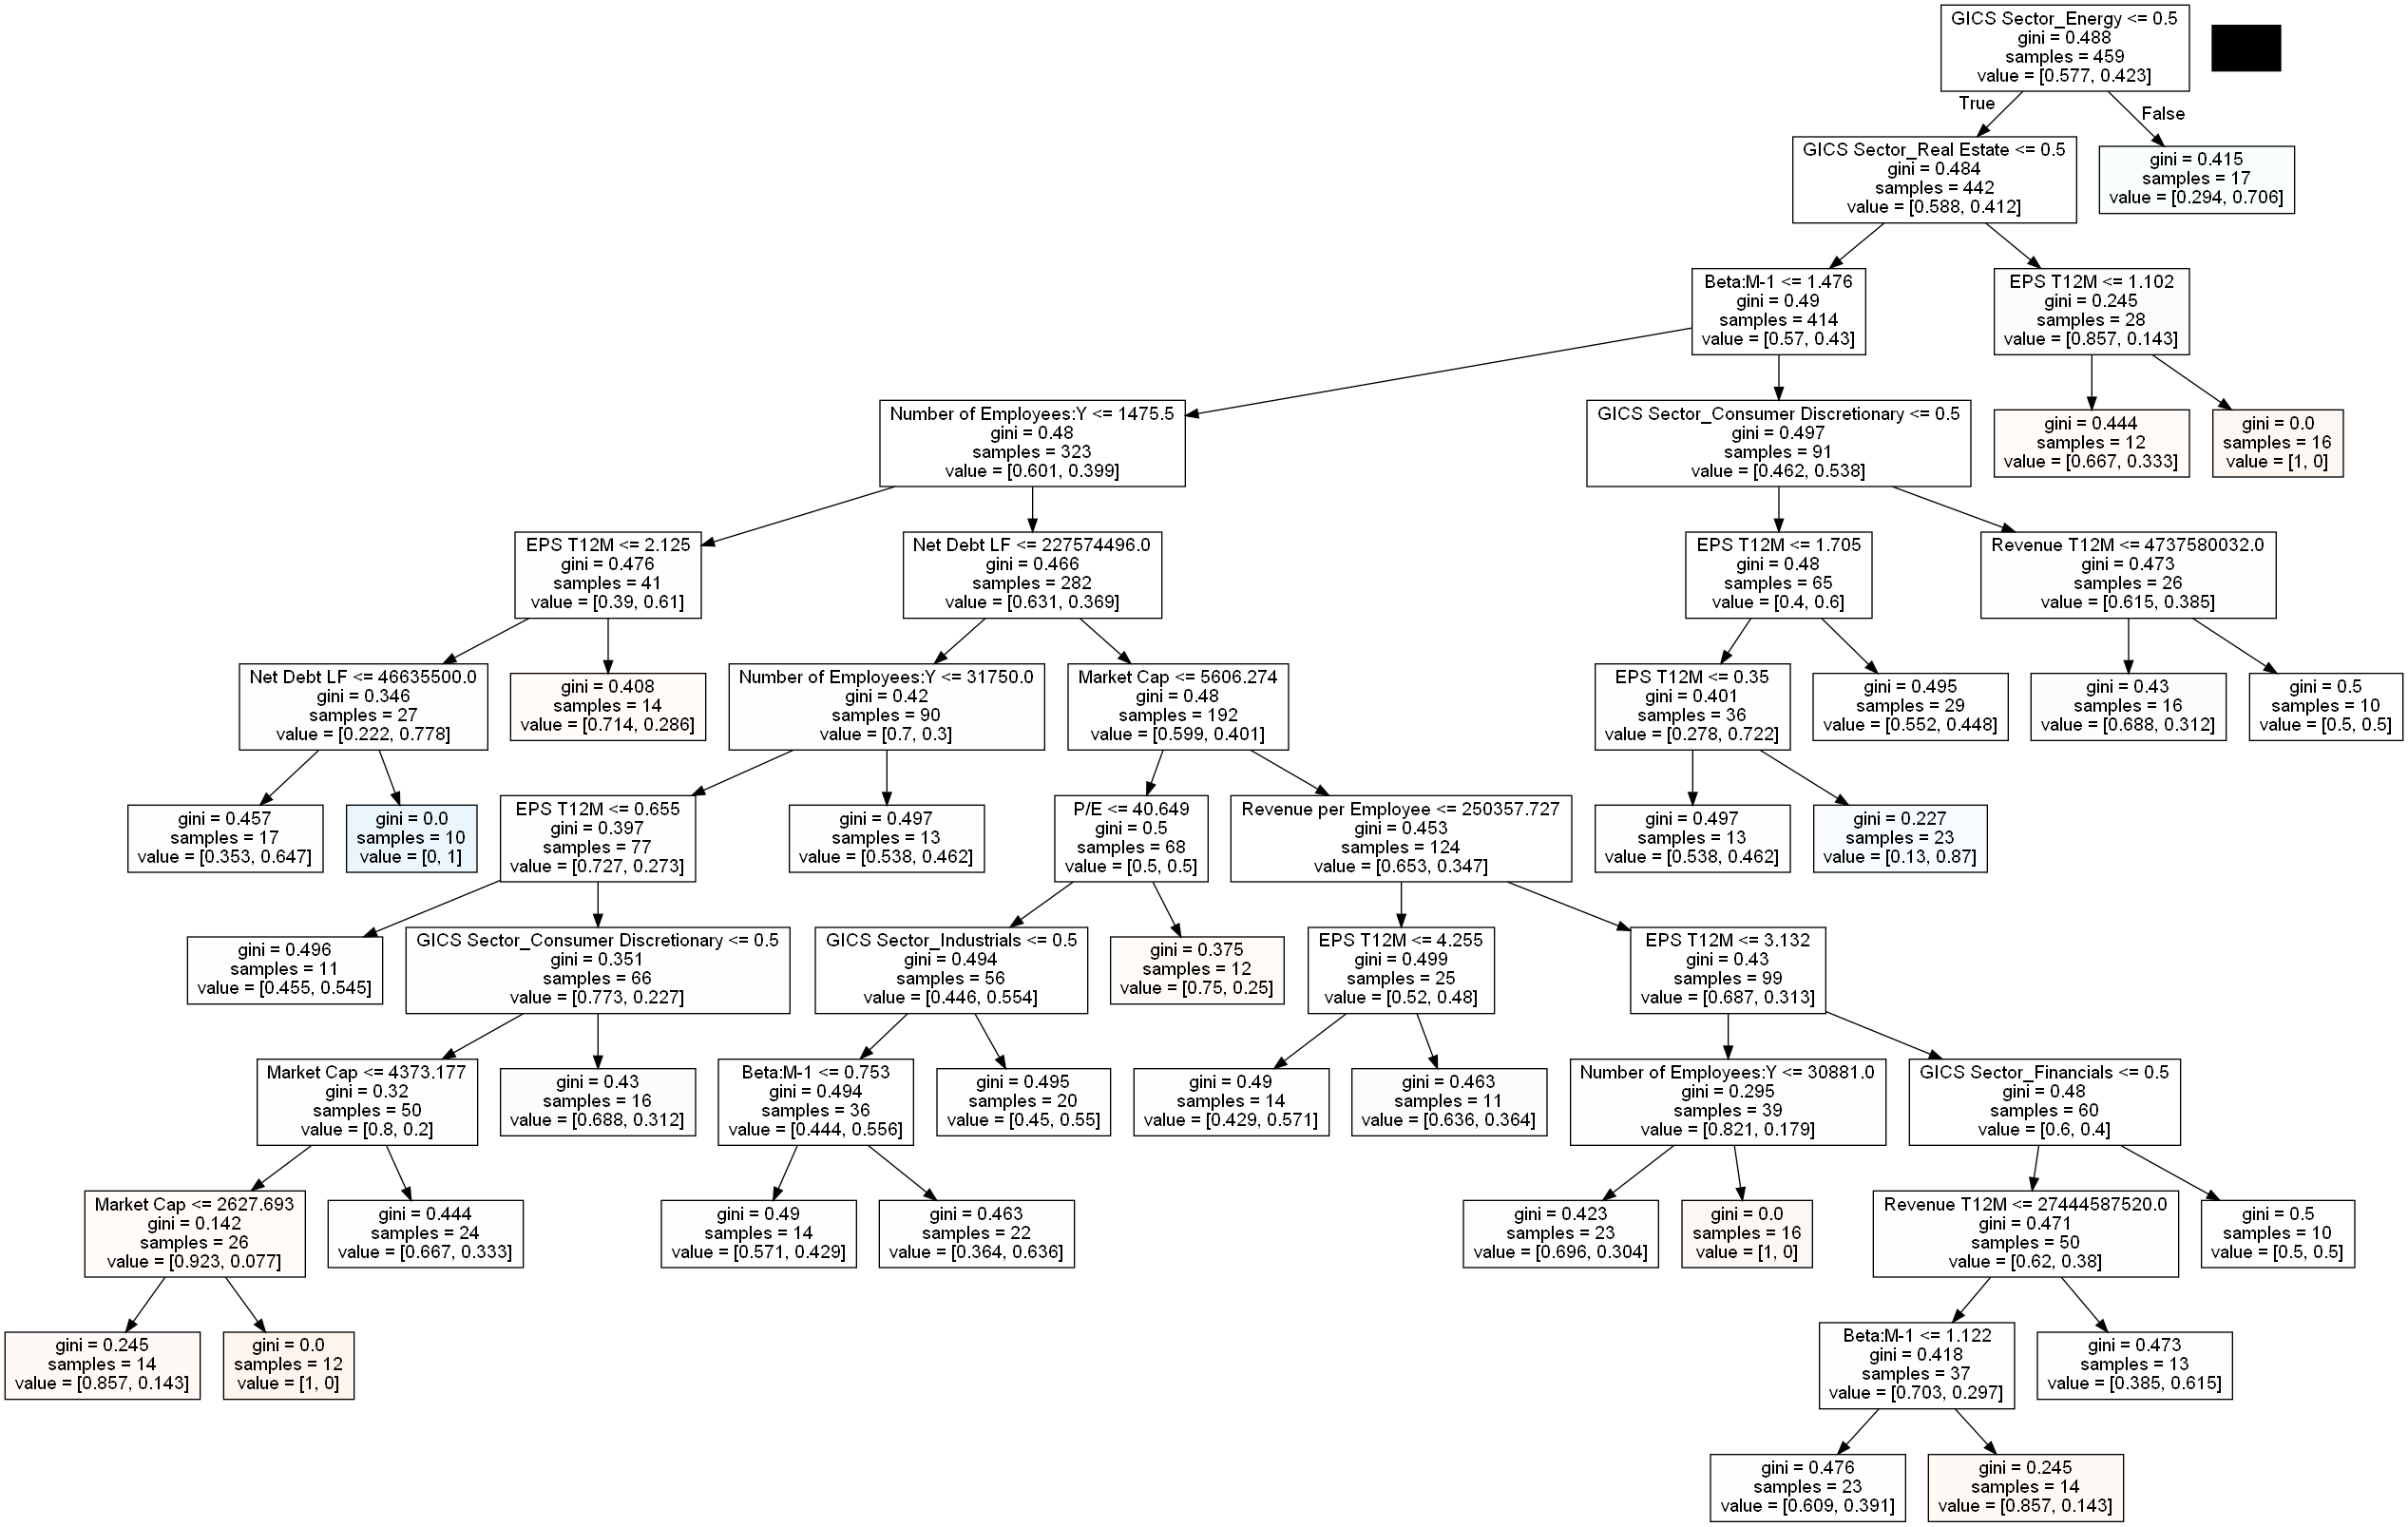 GICS Sector_Energy <= 0.5
gini = 0.488
samples = 459
value = [0.577, 0.423]
True
False
GICS Sector_Real Estate <= 0.5
gini = 0.484
samples = 442
value = [0.588, 0.412]
gini = 0.415
samples = 17
value = [0.294, 0.706]
Beta:M-1 <= 1.476
gini = 0.49
samples = 414
value = [0.57, 0.43]
EPS T12M <= 1.102
gini = 0.245
samples = 28
value = [0.857, 0.143]
Number of Employees:Y <= 1475.5
gini = 0.48
samples = 323
value = [0.601, 0.399]
GICS Sector_Consumer Discretionary <= 0.5
gini = 0.497
samples = 91
value = [0.462, 0.538]
gini = 0.444
samples = 12
value = [0.667, 0.333]
gini = 0.0
samples = 16
value = [1, 0]
EPS T12M <= 2.125
gini = 0.476
samples = 41
value = [0.39, 0.61]
Net Debt LF <= 227574496.0
gini = 0.466
samples = 282
value = [0.631, 0.369]
EPS T12M <= 1.705
gini = 0.48
samples = 65
value = [0.4, 0.6]
Revenue T12M <= 4737580032.0
gini = 0.473
samples = 26
value = [0.615, 0.385]
Net Debt LF <= 46635500.0
gini = 0.346
samples = 27
value = [0.222, 0.778]
gini = 0.408
samples = 14
value = [0.714, 0.286]
Number of Employees:Y <= 31750.0
gini = 0.42
samples = 90
value = [0.7, 0.3]
Market Cap <= 5606.274
gini = 0.48
samples = 192
value = [0.599, 0.401]
EPS T12M <= 0.35
gini = 0.401
samples = 36
value = [0.278, 0.722]
gini = 0.495
samples = 29
value = [0.552, 0.448]
gini = 0.43
samples = 16
value = [0.688, 0.312]
gini = 0.5
samples = 10
value = [0.5, 0.5]
gini = 0.457
samples = 17
value = [0.353, 0.647]
gini = 0.0
samples = 10
value = [0, 1]
EPS T12M <= 0.655
gini = 0.397
samples = 77
value = [0.727, 0.273]
gini = 0.497
samples = 13
value = [0.538, 0.462]
P/E <= 40.649
gini = 0.5
samples = 68
value = [0.5, 0.5]
Revenue per Employee <= 250357.727
gini = 0.453
samples = 124
value = [0.653, 0.347]
gini = 0.497
samples = 13
value = [0.538, 0.462]
gini = 0.227
samples = 23
value = [0.13, 0.87]
gini = 0.496
samples = 11
value = [0.455, 0.545]
GICS Sector_Consumer Discretionary <= 0.5
gini = 0.351
samples = 66
value = [0.773, 0.227]
GICS Sector_Industrials <= 0.5
gini = 0.494
samples = 56
value = [0.446, 0.554]
gini = 0.375
samples = 12
value = [0.75, 0.25]
EPS T12M <= 4.255
gini = 0.499
samples = 25
value = [0.52, 0.48]
EPS T12M <= 3.132
gini = 0.43
samples = 99
value = [0.687, 0.313]
Market Cap <= 4373.177
gini = 0.32
samples = 50
value = [0.8, 0.2]
gini = 0.43
samples = 16
value = [0.688, 0.312]
Beta:M-1 <= 0.753
gini = 0.494
samples = 36
value = [0.444, 0.556]
gini = 0.495
samples = 20
value = [0.45, 0.55]
gini = 0.49
samples = 14
value = [0.429, 0.571]
gini = 0.463
samples = 11
value = [0.636, 0.364]
Number of Employees:Y <= 30881.0
gini = 0.295
samples = 39
value = [0.821, 0.179]
GICS Sector_Financials <= 0.5
gini = 0.48
samples = 60
value = [0.6, 0.4]
Market Cap <= 2627.693
gini = 0.142
samples = 26
value = [0.923, 0.077]
gini = 0.444
samples = 24
value = [0.667, 0.333]
gini = 0.49
samples = 14
value = [0.571, 0.429]
gini = 0.463
samples = 22
value = [0.364, 0.636]
gini = 0.423
samples = 23
value = [0.696, 0.304]
gini = 0.0
samples = 16
value = [1, 0]
Revenue T12M <= 27444587520.0
gini = 0.471
samples = 50
value = [0.62, 0.38]
gini = 0.5
samples = 10
value = [0.5, 0.5]
gini = 0.245
samples = 14
value = [0.857, 0.143]
gini = 0.0
samples = 12
value = [1, 0]
Beta:M-1 <= 1.122
gini = 0.418
samples = 37
value = [0.703, 0.297]
gini = 0.473
samples = 13
value = [0.385, 0.615]
gini = 0.476
samples = 23
value = [0.609, 0.391]
gini = 0.245
samples = 14
value = [0.857, 0.143]